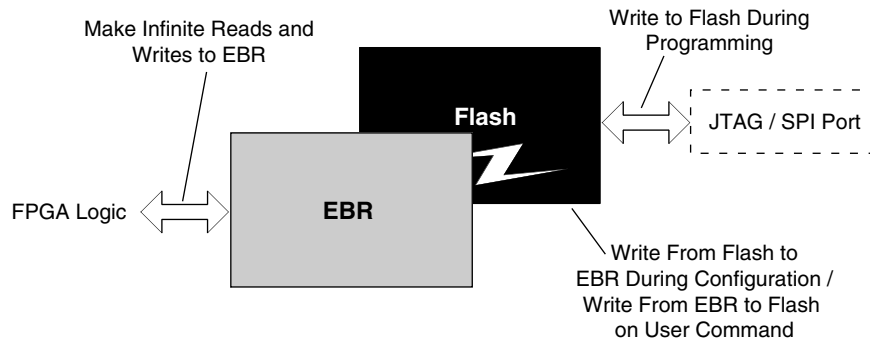 Make Infinite Reads and
Writes to EBR
Write to Flash During
Programming
Flash
JTAG / SPI Port
FPGA Logic
EBR
Write From Flash to
EBR During Configuration /
Write From EBR to Flash
on User Command